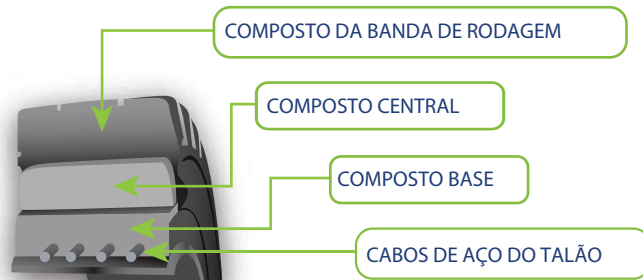 COMPOSTO DA BANDA DE RODAGEM
COMPOSTO CENTRAL
COMPOSTO BASE
CABOS DE AÇO DO TALÃO